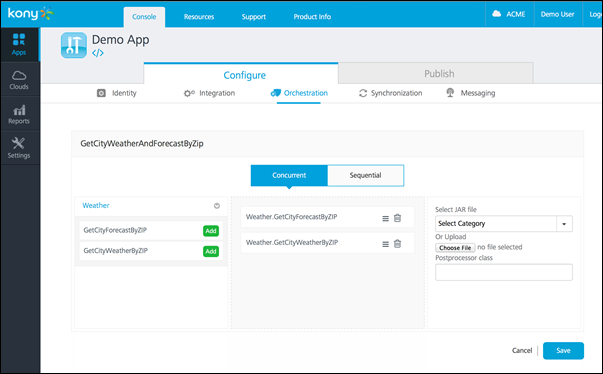 kony
Console
Resources
Support
Product Info
ACME
Demo User
Apps
Clouds
Reports
Settings
Demo App
</>
Configure
Publish
Identity
Integration
Orchestration
Synchronization
Messaging
GetCityWeatherAndForecastByZip
Concurrent
Sequential
Weather
GetCityForecastByZIP
Add
GetCityWeatherByZIP
Add
Weather.GetCityForecastByZIP
Weather.GetCityWeatherByZIP
Select JAR file
Select Category
Or Upload
Choose File no file selected
Postprocessor class
Cancel
Save